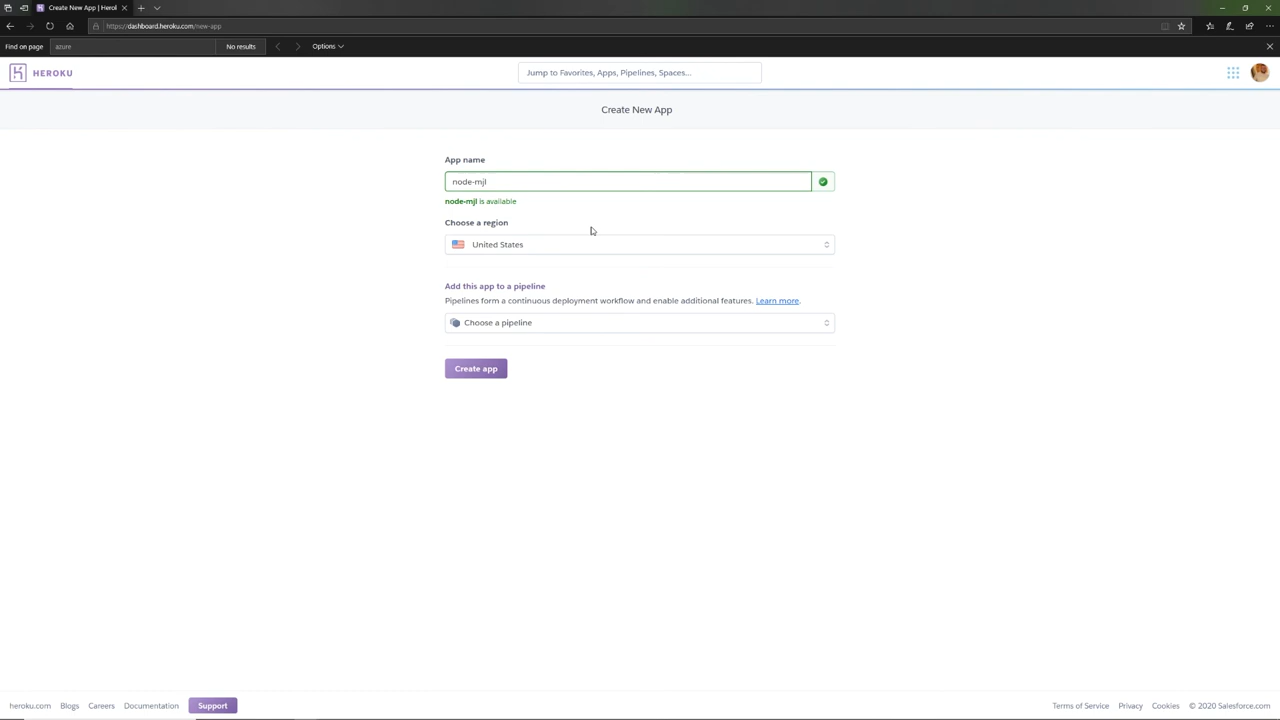 Create New App | Herol
https://dashboard.heroku.com/new-app
Find on page azure No results Options
HEROKU
Jump to Favorites, Apps, Pipelines, Spaces...
Create New App
App name
node-mjl
node-mjl is available
Choose a region
United States
Add this app to a pipeline
Pipelines form a continuous deployment workflow and enable additional features. Learn more.
Choose a pipeline
Create app
heroku.com Blogs Careers Documentation Support Terms of Service Privacy Cookies © 2020 Salesforce.com